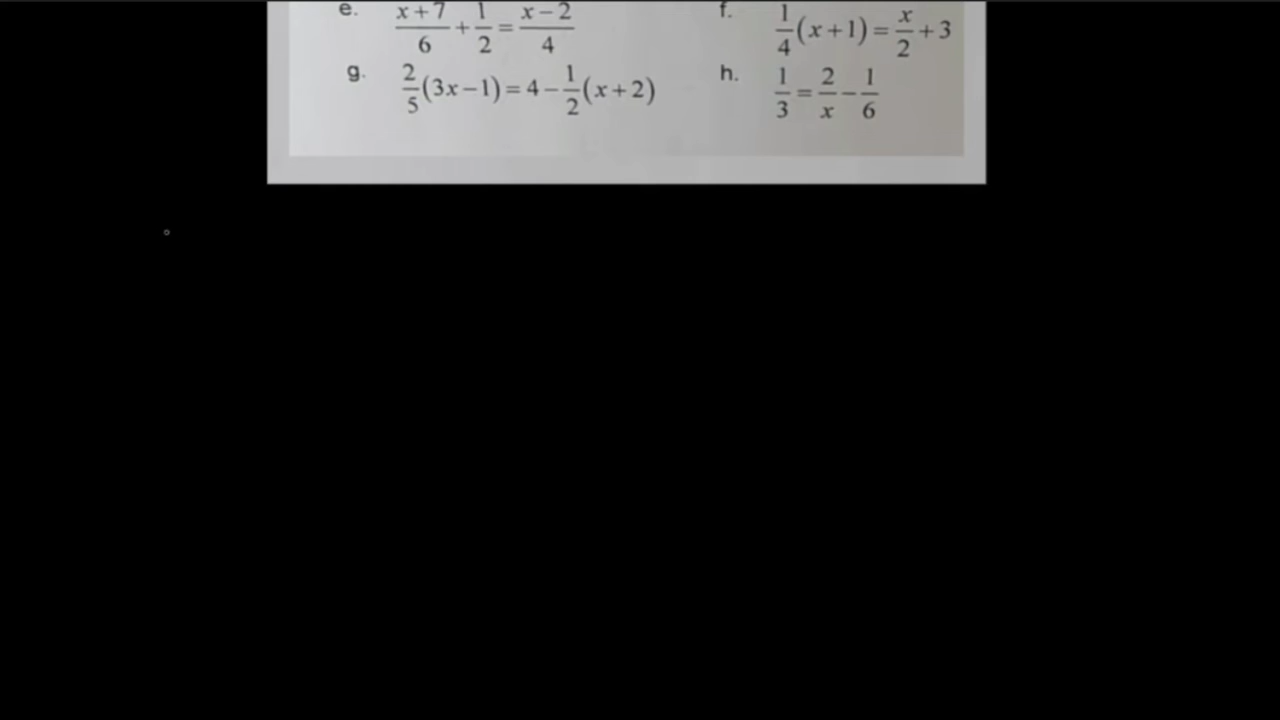 e. (x+7)/6 + 1/2 = (x−2)/4
f. 1/4(x+1) = x/2 + 3
g. 2/5(3x−1) = 4 − 1/2(x+2)
h. 1/3 = 2/x − 1/6